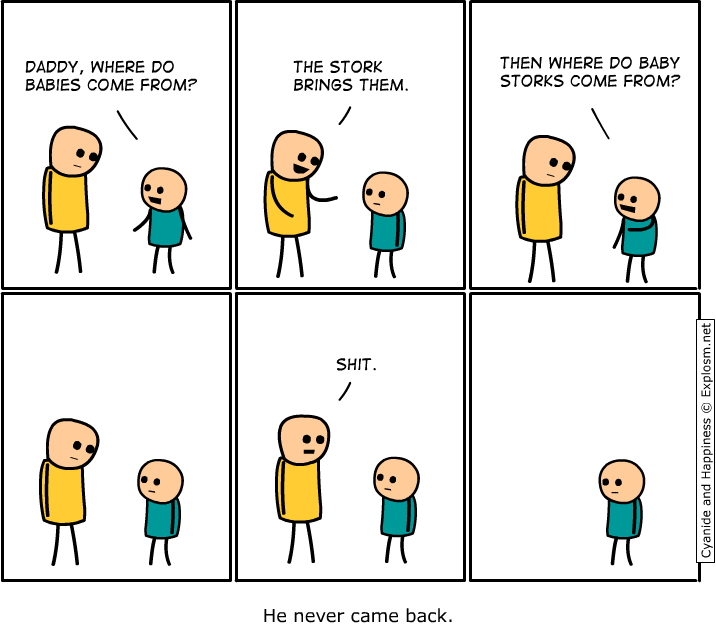 DADDY, WHERE DO
BABIES COME FROM?
THE STORK
BRINGS THEM.
THEN WHERE DO BABY
STORKS COME FROM?
SHIT.
Cyanide and Happiness © Explosm.net
He never came back.